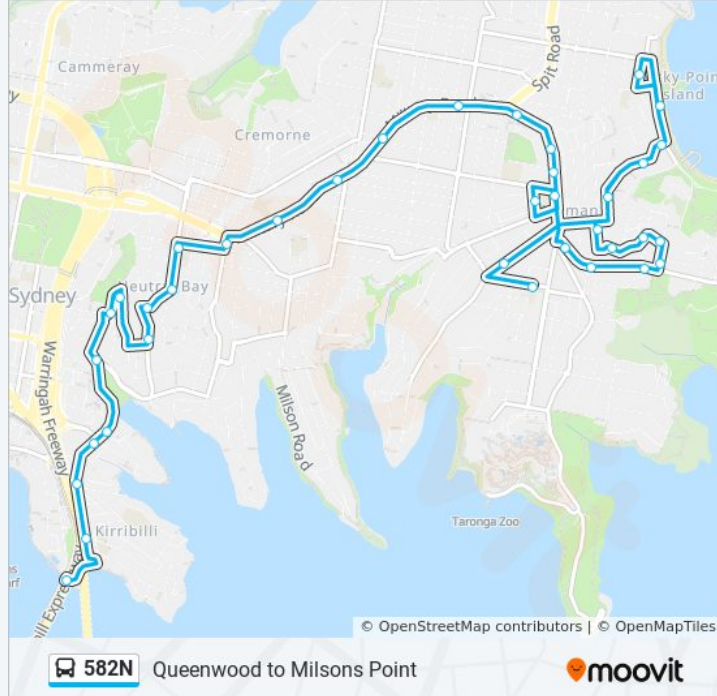 Cammeray
Spit Road
Cremorne
Island
Sydney
Bay
Warringah Freeway
Milson Road
Kirribilli
Taronga Zoo
© OpenStreetMap contributors | © OpenMapTiles
582N Queenwood to Milsons Point
moovit